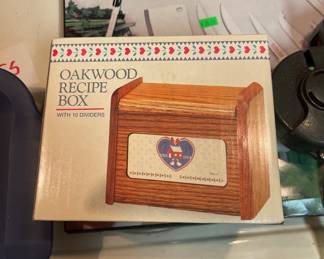 OAKWOOD
RECIPE
BOX
WITH 10 DIVIDERS